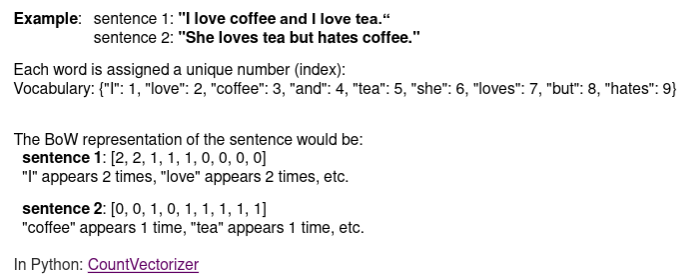 Example: sentence 1: "I love coffee and I love tea.“
sentence 2: "She loves tea but hates coffee."
Each word is assigned a unique number (index):
Vocabulary: {"I": 1, "love": 2, "coffee": 3, "and": 4, "tea": 5, "she": 6, "loves": 7, "but": 8, "hates": 9}
The BoW representation of the sentence would be:
sentence 1: [2, 2, 1, 1, 1, 0, 0, 0, 0]
"I" appears 2 times, "love" appears 2 times, etc.
sentence 2: [0, 0, 1, 0, 1, 1, 1, 1, 1]
"coffee" appears 1 time, "tea" appears 1 time, etc.
In Python: CountVectorizer